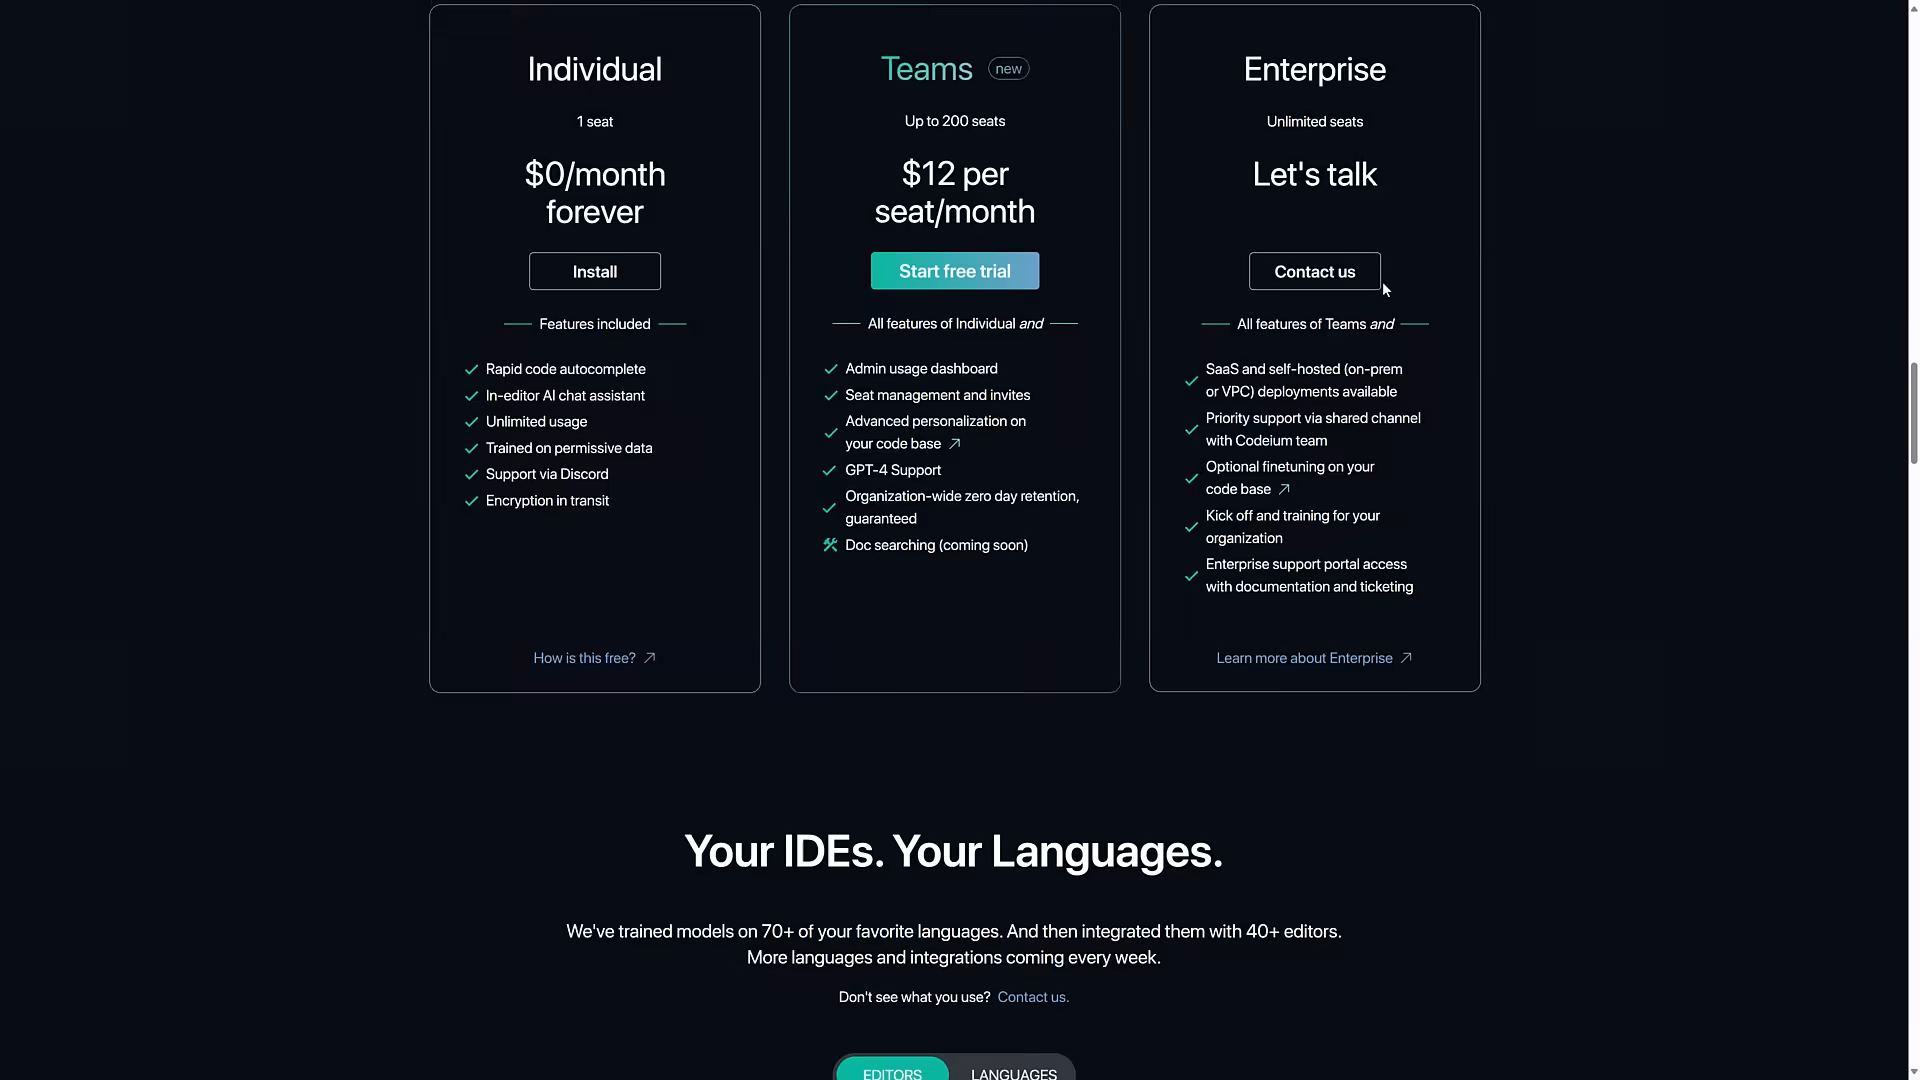 Individual
1 seat
$0/month
forever
Install
Features included
Rapid code autocomplete
In-editor AI chat assistant
Unlimited usage
Trained on permissive data
Support via Discord
Encryption in transit
How is this free?
Teams new
Up to 200 seats
$12 per
seat/month
Start free trial
All features of Individual and
Admin usage dashboard
Seat management and invites
Advanced personalization on
your code base
GPT-4 Support
Organization-wide zero day retention,
guaranteed
Doc searching (coming soon)
Enterprise
Unlimited seats
Let's talk
Contact us
All features of Teams and
SaaS and self-hosted (on-prem
or VPC) deployments available
Priority support via shared channel
with Codeium team
Optional finetuning on your
code base
Kick off and training for your
organization
Enterprise support portal access
with documentation and ticketing
Learn more about Enterprise
Your IDEs. Your Languages.
We've trained models on 70+ of your favorite languages. And then integrated them with 40+ editors.
More languages and integrations coming every week.
Don't see what you use? Contact us.
EDITORS LANGUAGES